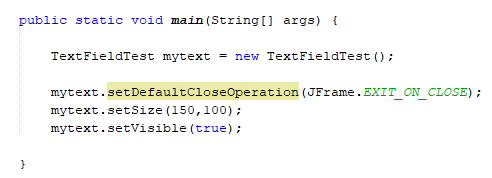 public static void main(String[] args) {
TextFieldTest mytext = new TextFieldTest();
mytext.setDefaultCloseOperation(JFrame.EXIT_ON_CLOSE);
mytext.setSize(150,100);
mytext.setVisible(true);
}